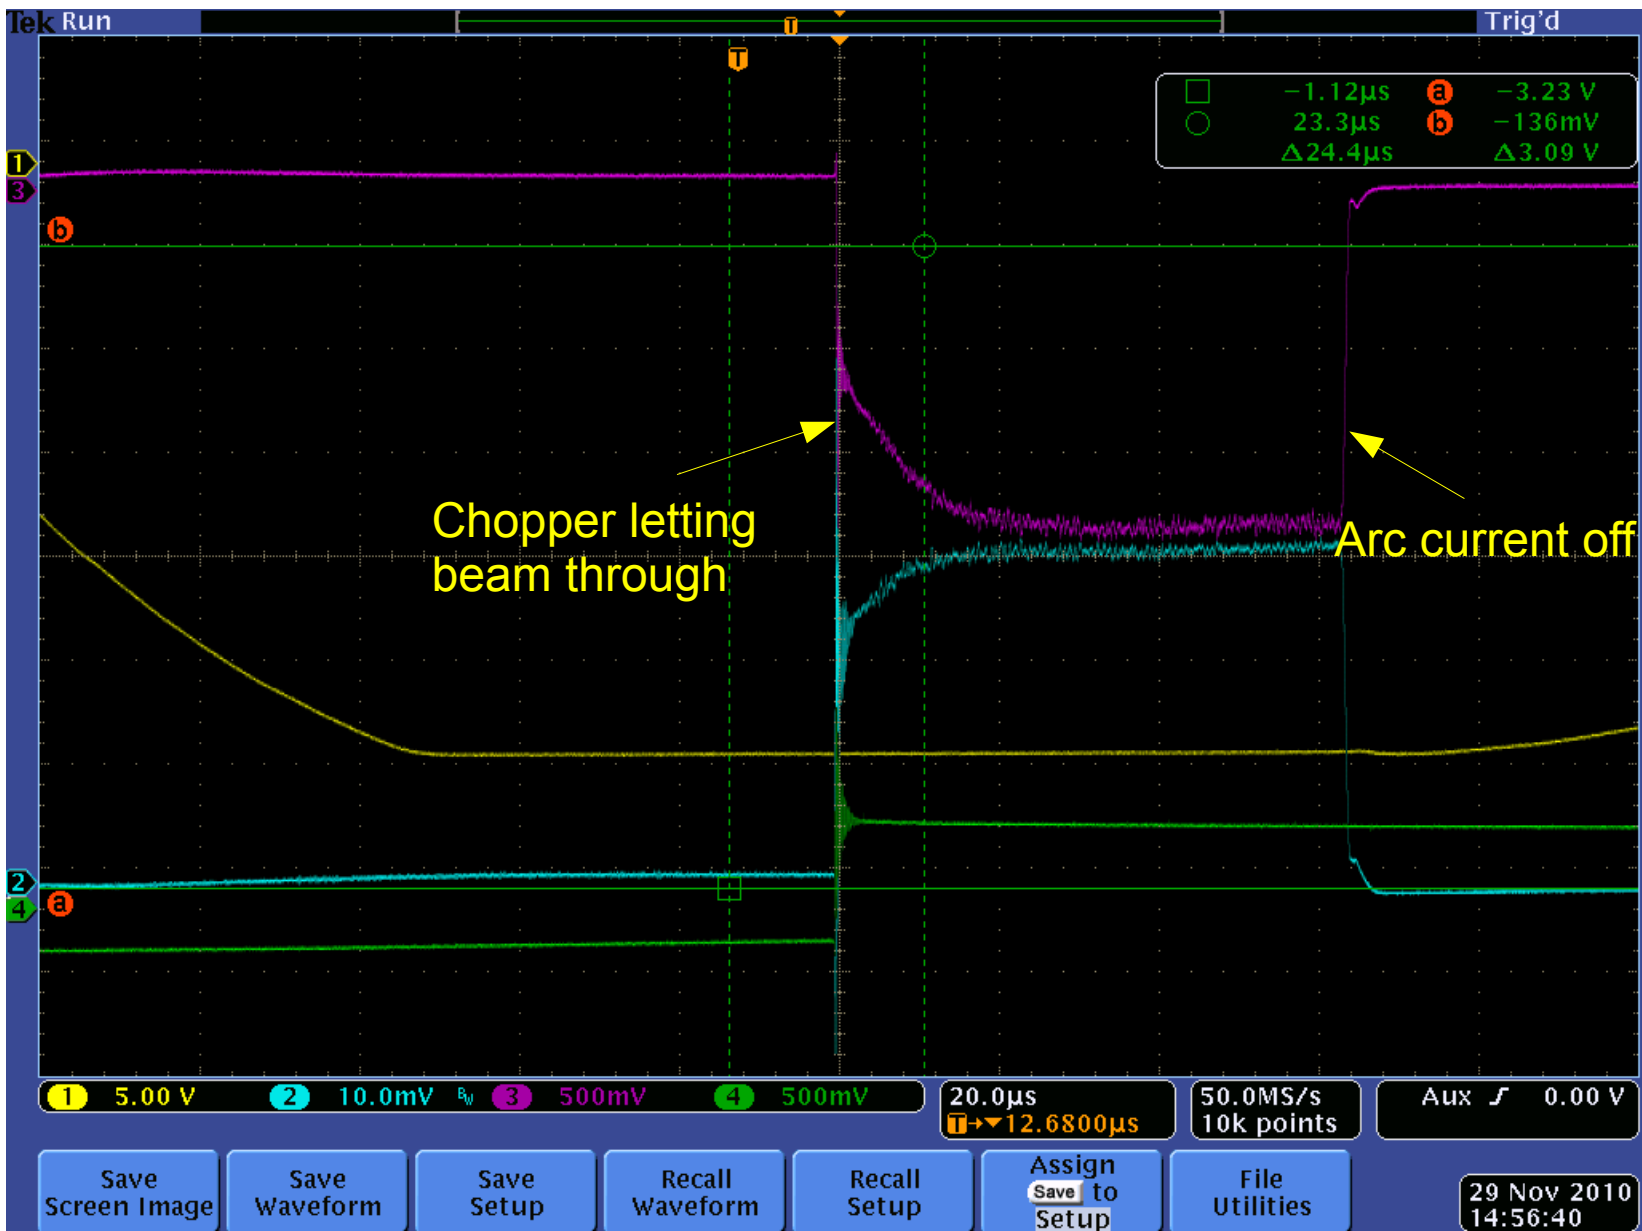 Tek Run Trig'd
T
T
−1.12µs a −3.23 V
23.3µs b −136mV
Δ24.4µs Δ3.09 V
1
3
b
Chopper letting
beam through
Arc current off
2
a
4
1 5.00 V 2 10.0mV BW 3 500mV 4 500mV
20.0µs
T→▼12.6800µs
50.0MS/s
10k points
Aux 0.00 V
Save
Screen Image
Save
Waveform
Save
Setup
Recall
Waveform
Recall
Setup
Assign
Save to
Setup
File
Utilities
29 Nov 2010
14:56:40